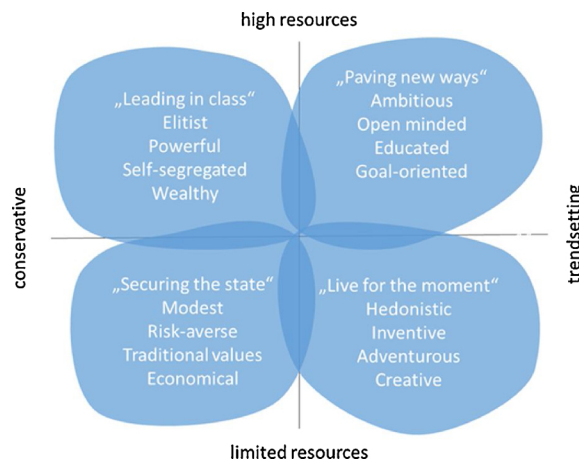 high resources
„Leading in class“
Elitist
Powerful
Self-segregated
Wealthy
„Paving new ways“
Ambitious
Open minded
Educated
Goal-oriented
conservative
trendsetting
„Securing the state“
Modest
Risk-averse
Traditional values
Economical
„Live for the moment“
Hedonistic
Inventive
Adventurous
Creative
limited resources